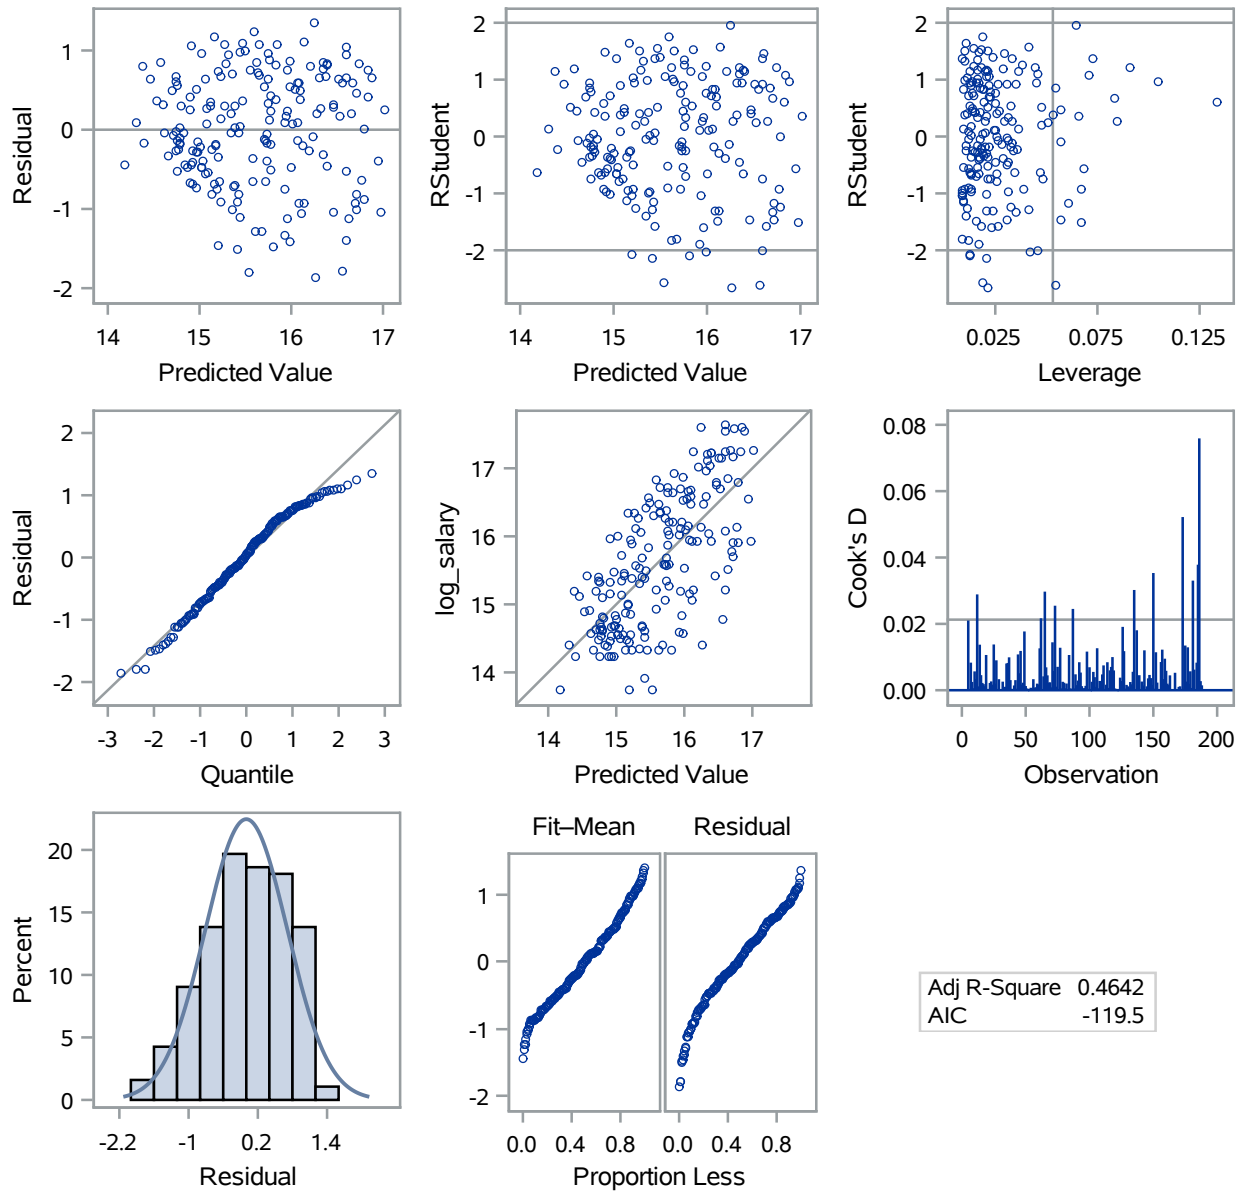 Residual
1
0
-1
-2
14 15 16 17
Predicted Value
RStudent
2
1
0
-1
-2
14 15 16 17
Predicted Value
RStudent
2
1
0
-1
-2
0.025 0.075 0.125
Leverage
Residual
2
1
0
-1
-2
-3 -2 -1 0 1 2 3
Quantile
log_salary
17
16
15
14
14 15 16 17
Predicted Value
Cook's D
0.08
0.06
0.04
0.02
0.00
0 50 100 150 200
Observation
Percent
20
15
10
5
0
-2.2 -1 0.2 1.4
Residual
Fit–Mean Residual
1
0
-1
-2
0.0 0.4 0.8 0.0 0.4 0.8
Proportion Less
Adj R-Square 0.4642
AIC -119.5